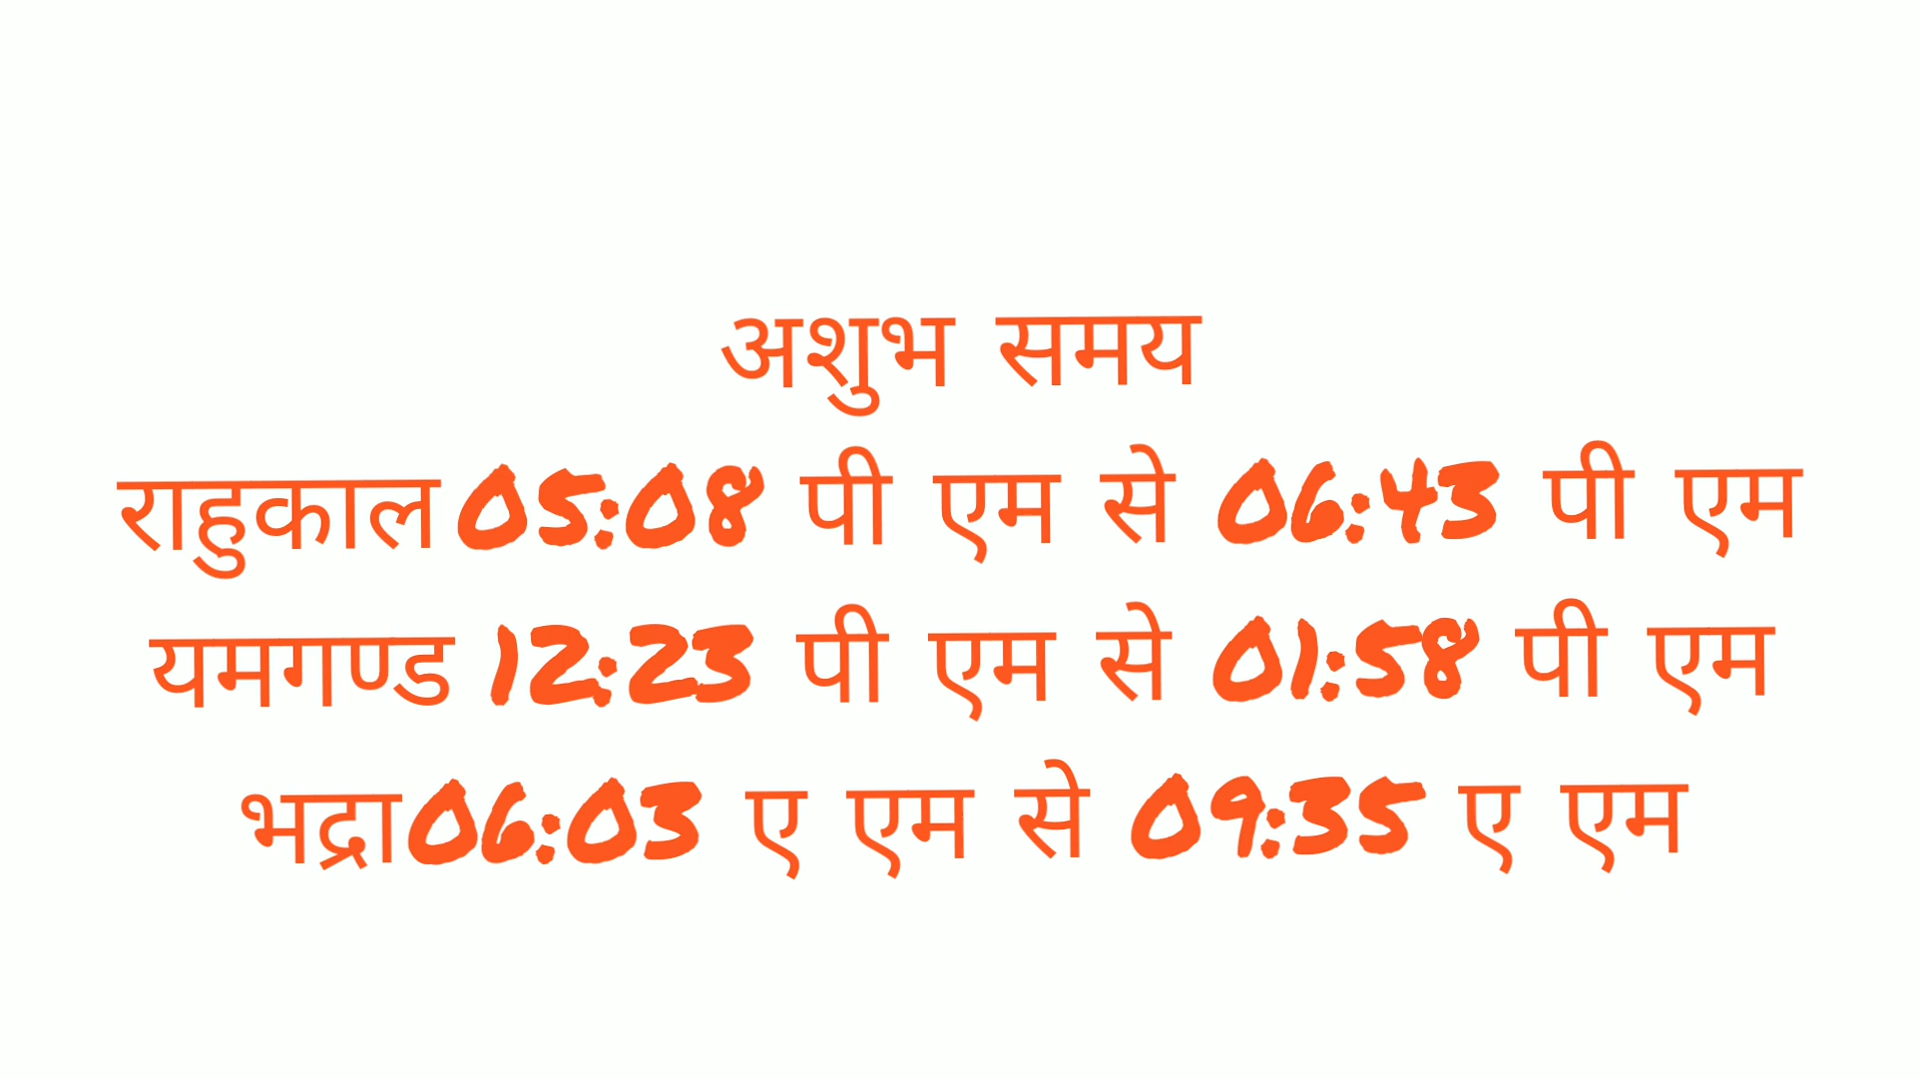 अशुभ समय
राहुकाल 05:08 पी एम से 06:43 पी एम
यमगण्ड 12:23 पी एम से 01:58 पी एम
भद्रा06:03 ए एम से 09:35 ए एम